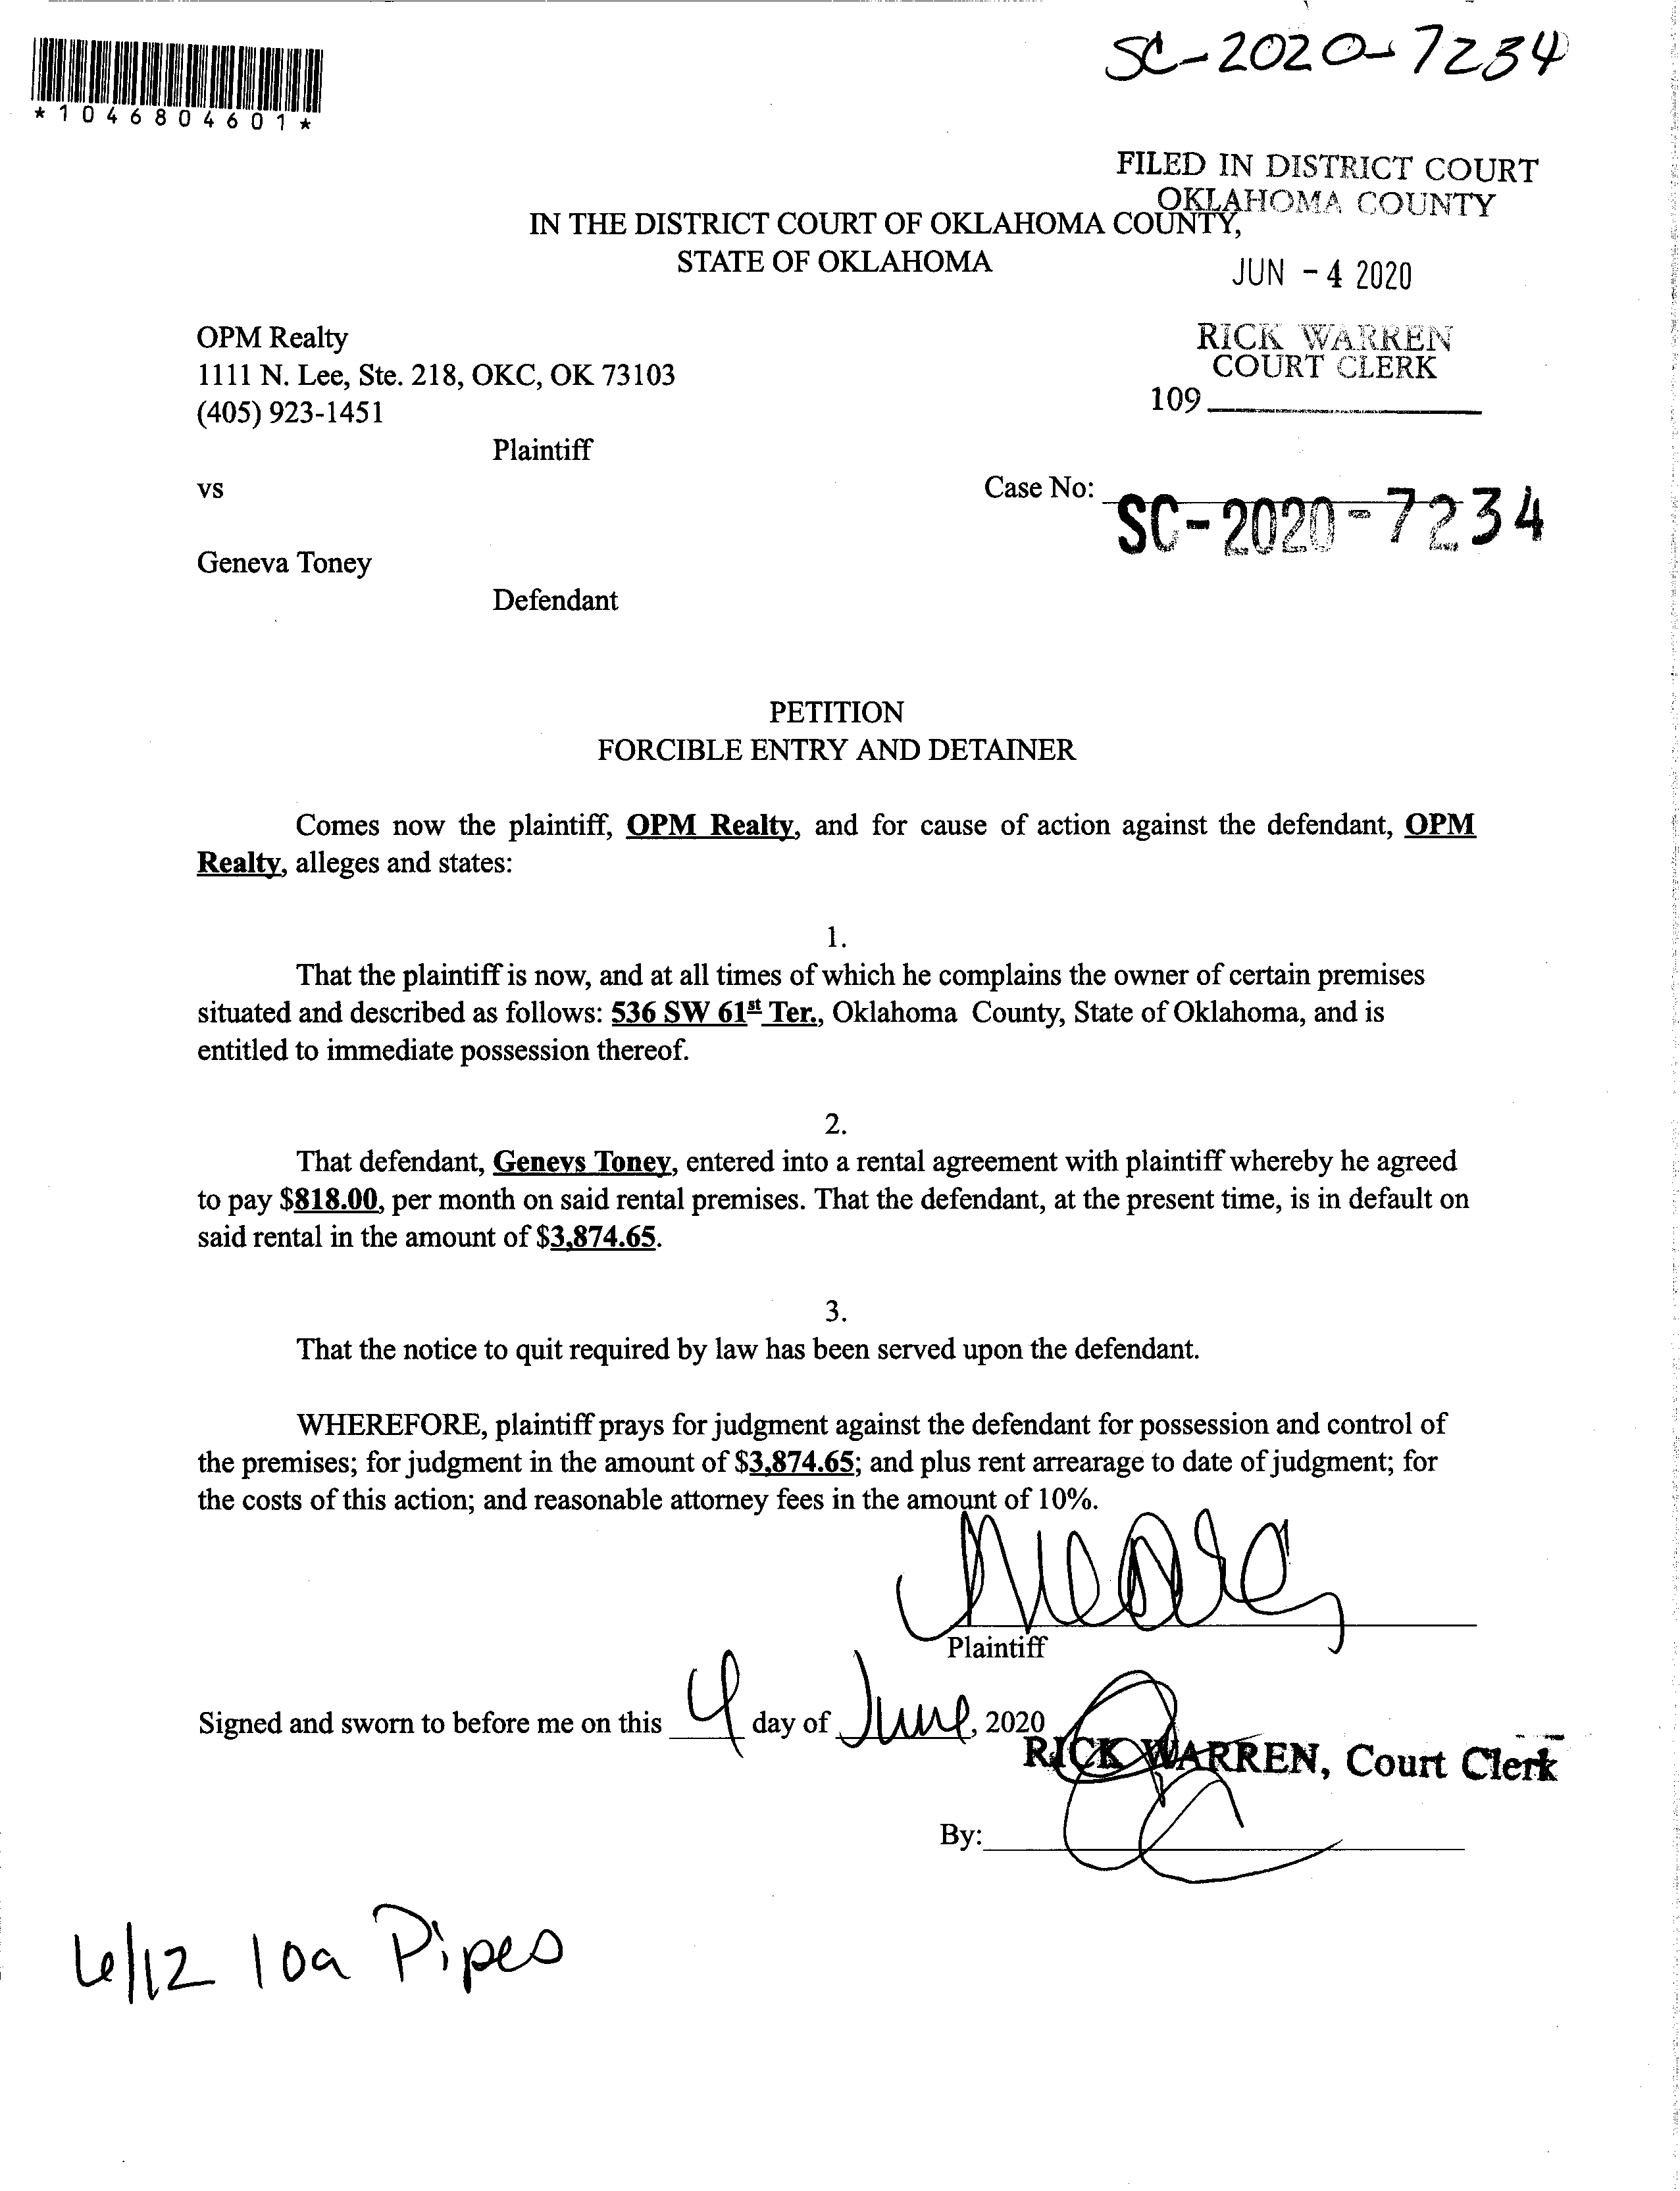 SC-2020-7234
*1046804601*
FILED IN DISTRICT COURT
OKLAHOMA COUNTY
IN THE DISTRICT COURT OF OKLAHOMA COUNTY,
STATE OF OKLAHOMA
JUN - 4 2020
OPM Realty
1111 N. Lee, Ste. 218, OKC, OK 73103
(405) 923-1451
RICK WARREN
COURT CLERK
109
Plaintiff
vs
Case No:
SC-2020-7234
Geneva Toney
Defendant
PETITION
FORCIBLE ENTRY AND DETAINER
Comes now the plaintiff, OPM Realty, and for cause of action against the defendant, OPM
Realty, alleges and states:
1.
That the plaintiff is now, and at all times of which he complains the owner of certain premises
situated and described as follows: 536 SW 61st Ter., Oklahoma County, State of Oklahoma, and is
entitled to immediate possession thereof.
2.
That defendant, Genevs Toney, entered into a rental agreement with plaintiff whereby he agreed
to pay $818.00, per month on said rental premises. That the defendant, at the present time, is in default on
said rental in the amount of $3,874.65.
3.
That the notice to quit required by law has been served upon the defendant.
WHEREFORE, plaintiff prays for judgment against the defendant for possession and control of
the premises; for judgment in the amount of $3,874.65; and plus rent arrearage to date of judgment; for
the costs of this action; and reasonable attorney fees in the amount of 10%.
Plaintiff
Signed and sworn to before me on this 4 day of June, 2020
RICK WARREN, Court Clerk
By:
6/12 10a Pipes